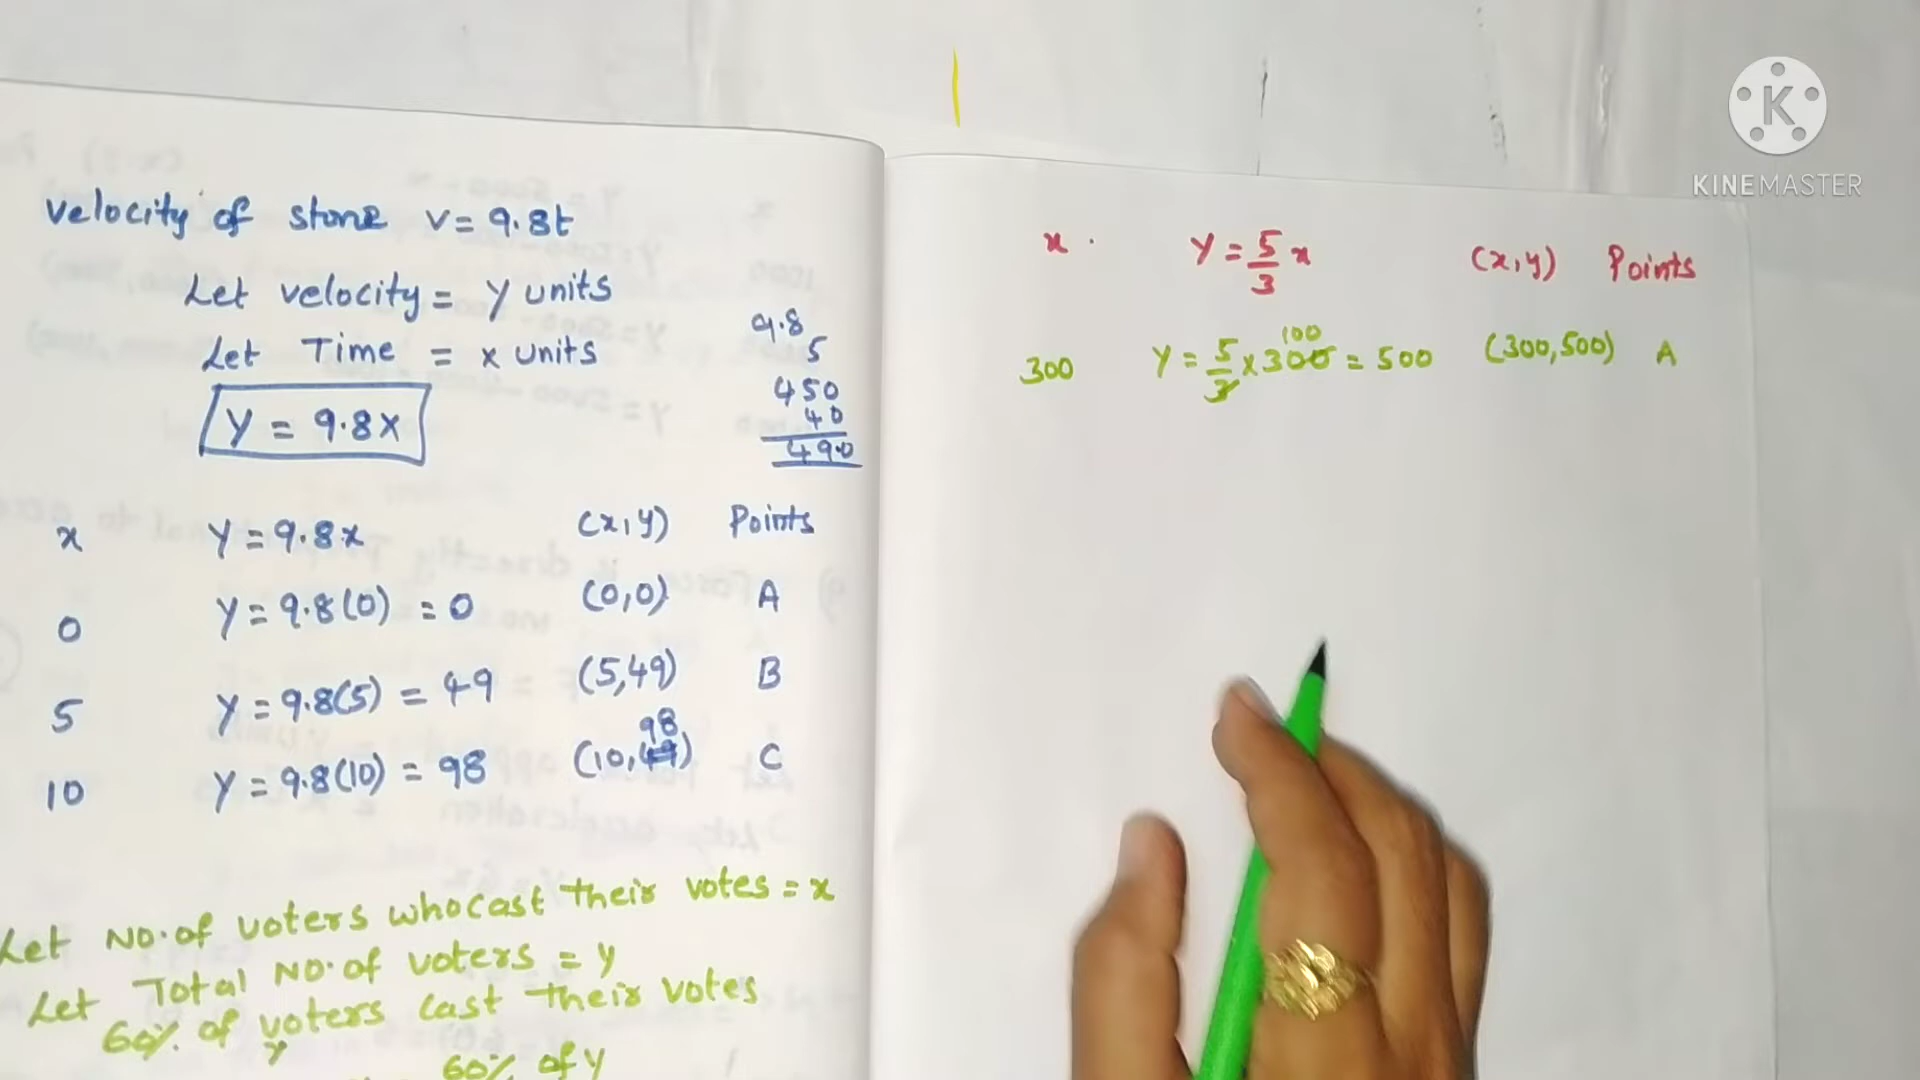 velocity of stone v = 9.8t
Let velocity = y units
Let Time = x units
y = 9.8x
9.8
5
450
40
49.0
x y = 9.8x (x,y) Points
0 y = 9.8(0) = 0 (0,0) A
5 y = 9.8(5) = 49 (5,49) B
10 y = 9.8(10) = 98 (10,98) C
Let No. of voters who cast their votes = x
Let Total No. of voters = y
60% of voters cast their votes
y
60% of y
x y = 5/3 x (x,y) Points
100
300 y = 5/3 x 300 = 500 (300,500) A
K
KINEMASTER